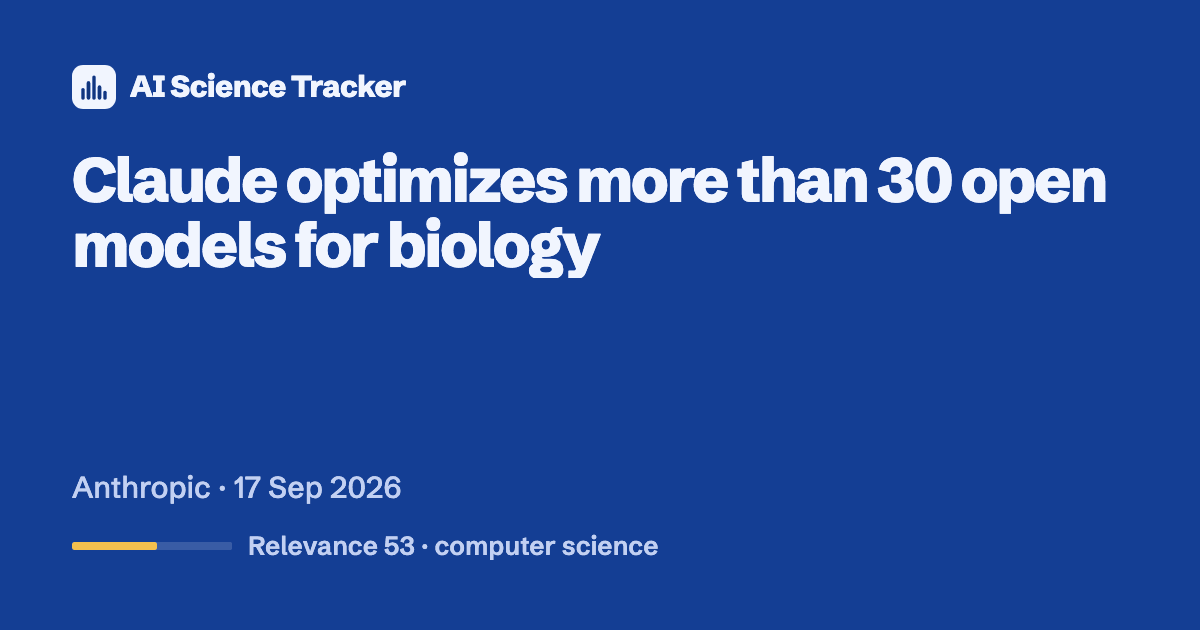 AI Science Tracker
Claude optimizes more than 30 open
models for biology
Anthropic · 17 Sep 2026
Relevance 53 · computer science